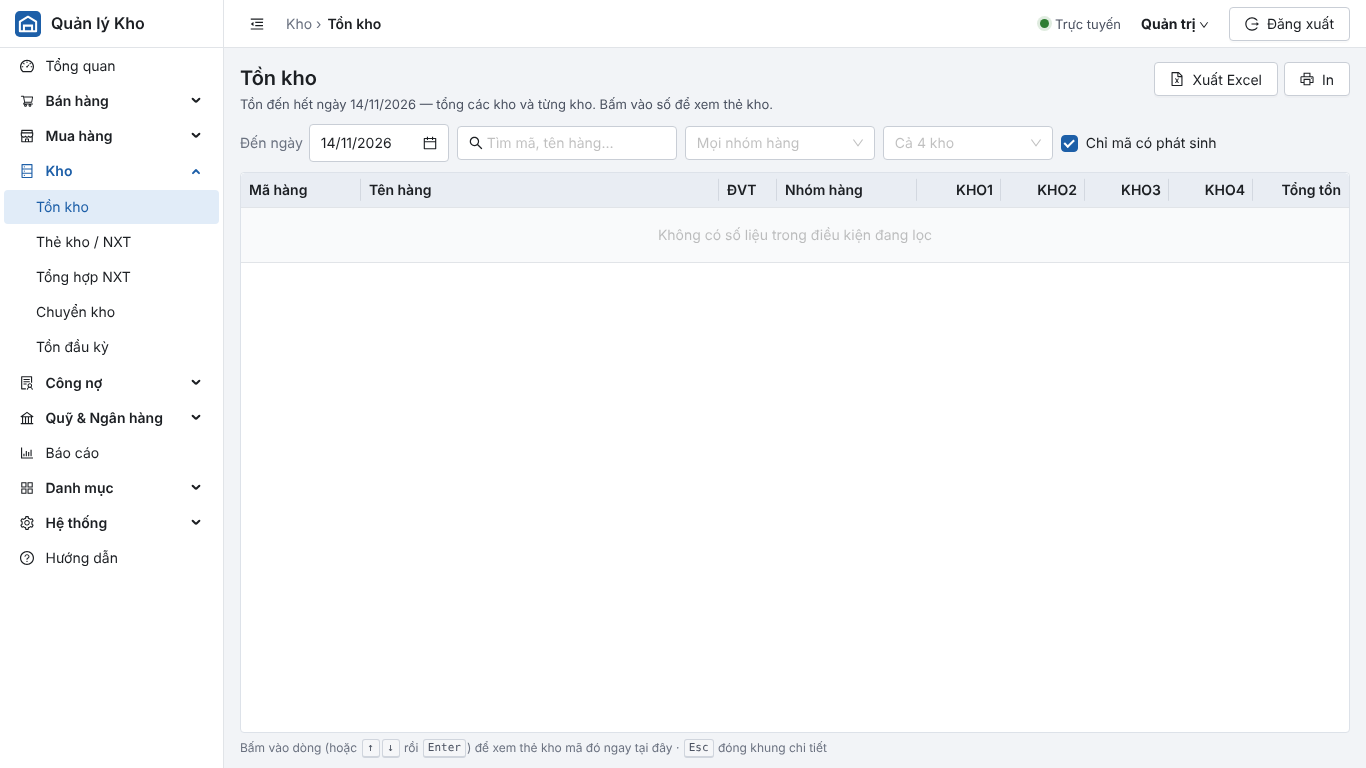 Quản lý Kho
Kho › Tồn kho
Trực tuyến
Quản trị
Đăng xuất
Tổng quan
Bán hàng
Mua hàng
Kho
Tồn kho
Thẻ kho / NXT
Tổng hợp NXT
Chuyển kho
Tồn đầu kỳ
Công nợ
Quỹ & Ngân hàng
Báo cáo
Danh mục
Hệ thống
Hướng dẫn
Tồn kho
Xuất Excel
In
Tồn đến hết ngày 14/11/2026 — tổng các kho và từng kho. Bấm vào số để xem thẻ kho.
Đến ngày 14/11/2026 Tìm mã, tên hàng... Mọi nhóm hàng Cả 4 kho Chỉ mã có phát sinh
Mã hàng Tên hàng ĐVT Nhóm hàng KHO1 KHO2 KHO3 KHO4 Tổng tồn
Không có số liệu trong điều kiện đang lọc
Bấm vào dòng (hoặc ↑ ↓ rồi Enter) để xem thẻ kho mã đó ngay tại đây · Esc đóng khung chi tiết